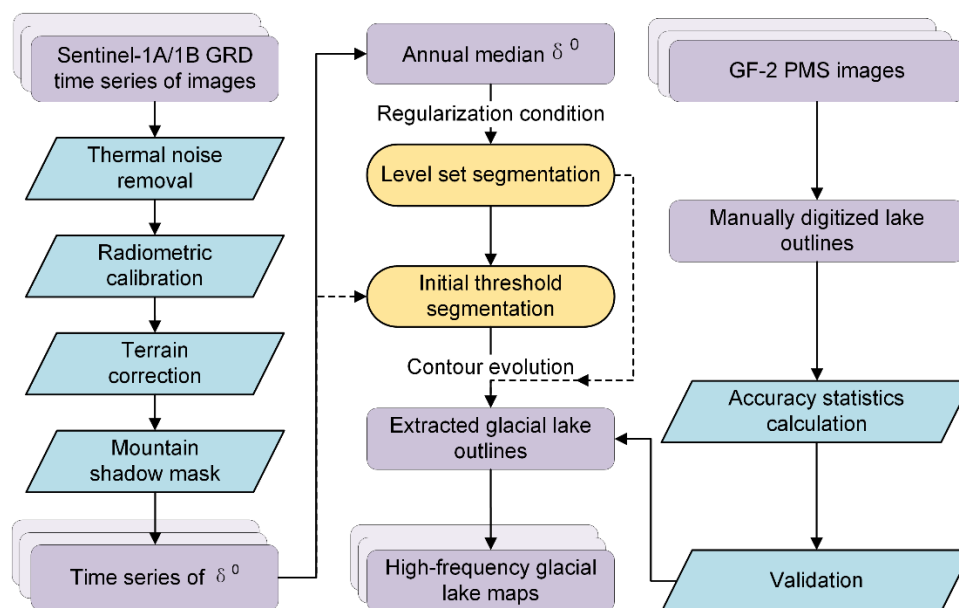 Sentinel-1A/1B GRD
time series of images
Thermal noise
removal
Radiometric
calibration
Terrain
correction
Mountain
shadow mask
Time series of δ⁰
Annual median δ⁰
Regularization condition
Level set segmentation
Initial threshold
segmentation
Contour evolution
Extracted glacial lake
outlines
High-frequency glacial
lake maps
GF-2 PMS images
Manually digitized lake
outlines
Accuracy statistics
calculation
Validation